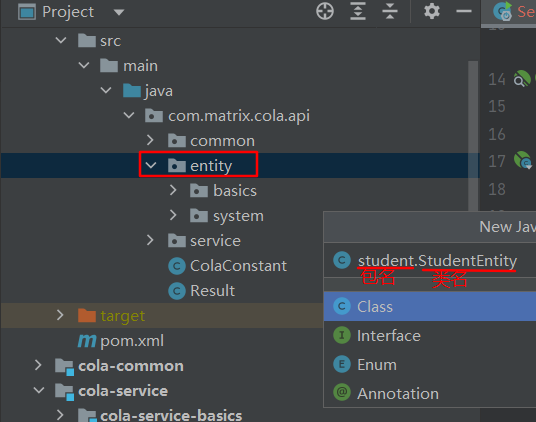 Project
src
main
java
com.matrix.cola.api
common
entity
basics
system
service
ColaConstant
Result
target
pom.xml
cola-common
cola-service
cola-service-basics
Se
14
15
16
17
18
New Jav
student.StudentEntity
包名 类名
Class
Interface
Enum
Annotation